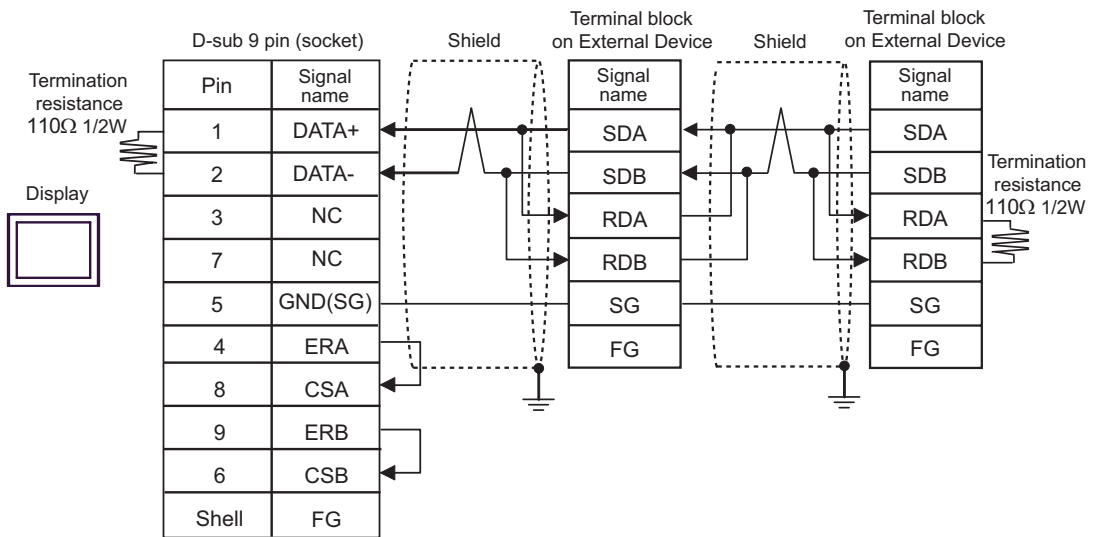 D-sub 9 pin (socket)
Shield
Terminal block
on External Device
Shield
Terminal block
on External Device
Termination
resistance
110Ω 1/2W
Display
Pin
Signal
name
1
DATA+
2
DATA-
3
NC
7
NC
5
GND(SG)
4
ERA
8
CSA
9
ERB
6
CSB
Shell
FG
Signal
name
SDA
SDB
RDA
RDB
SG
FG
Signal
name
SDA
SDB
RDA
RDB
SG
FG
Termination
resistance
110Ω 1/2W